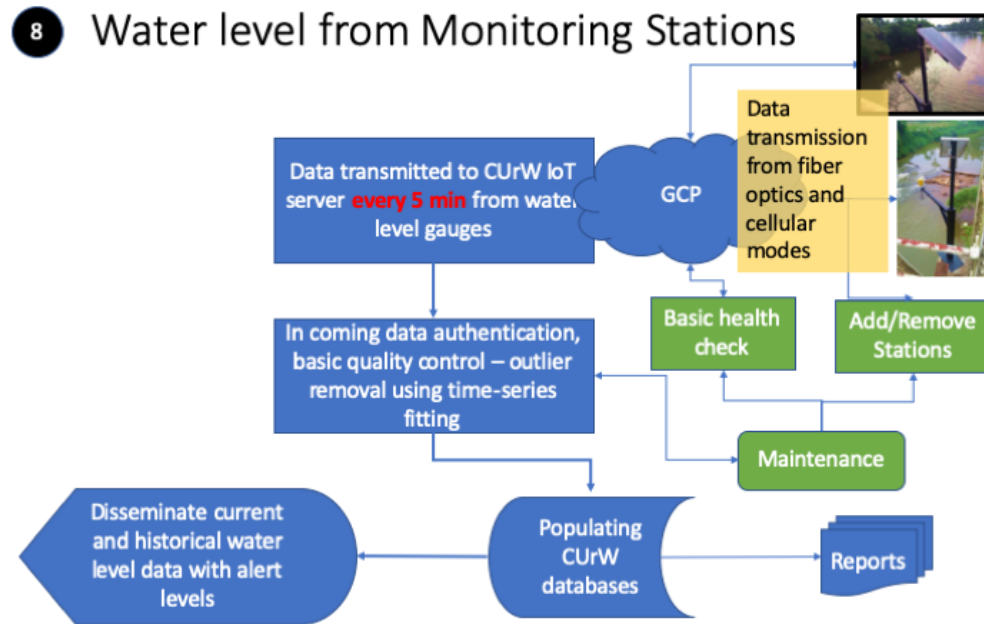 8
Water level from Monitoring Stations
Data transmitted to CUrW IoT
server every 5 min from water
level gauges
GCP
Data
transmission
from fiber
optics and
cellular
modes
In coming data authentication,
basic quality control – outlier
removal using time-series
fitting
Basic health
check
Add/Remove
Stations
Maintenance
Disseminate current
and historical water
level data with alert
levels
Populating
CUrW
databases
Reports